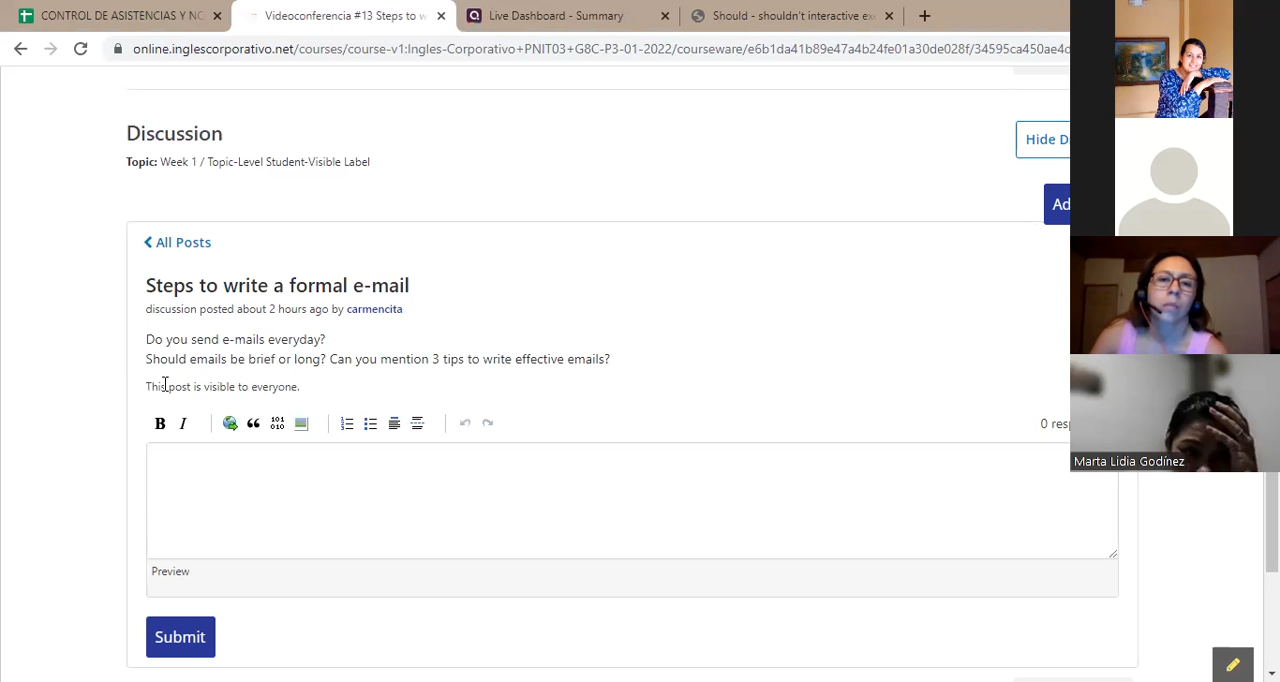 CONTROL DE ASISTENCIAS Y NO
Videoconferencia #13 Steps to w
Live Dashboard - Summary
Should - shouldn't interactive exe
online.inglescorporativo.net/courses/course-v1:Ingles-Corporativo+PNIT03+G8C-P3-01-2022/courseware/e6b1da41b89e47a4b24fe01a30de028f/34595ca450ae4d
Discussion
Hide D
Topic: Week 1 / Topic-Level Student-Visible Label
Ad
All Posts
Steps to write a formal e-mail
discussion posted about 2 hours ago by carmencita
Do you send e-mails everyday?
Should emails be brief or long? Can you mention 3 tips to write effective emails?
This post is visible to everyone.
B I
0 resp
Marta Lidia Godínez
Preview
Submit